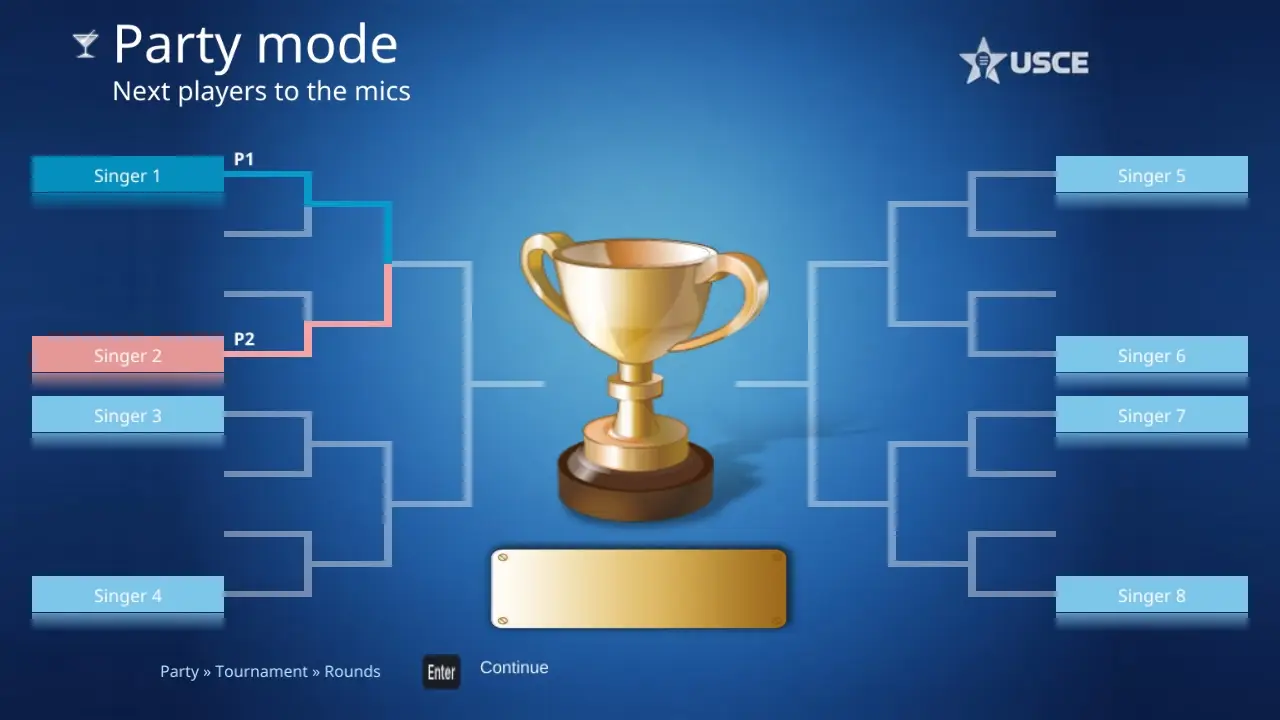 Party mode
Next players to the mics
USCE
P1
Singer 1
P2
Singer 2
Singer 3
Singer 4
Singer 5
Singer 6
Singer 7
Singer 8
Party » Tournament » Rounds
Enter
Continue